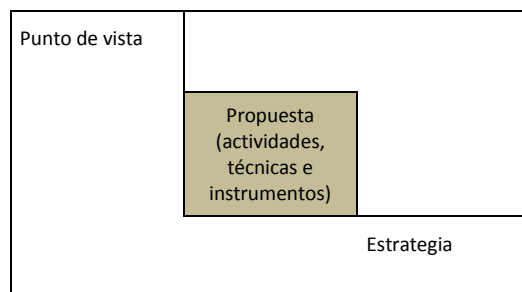 Punto de vista
Propuesta
(actividades,
técnicas e
instrumentos)
Estrategia